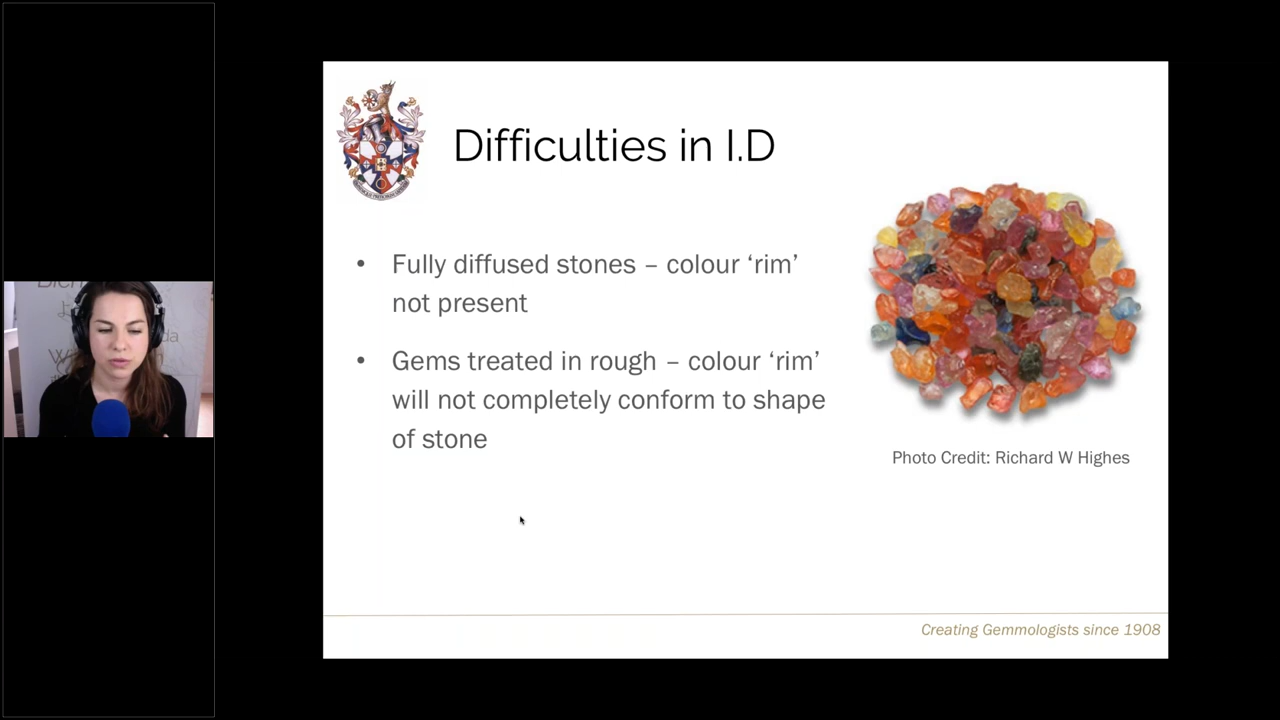 Difficulties in I.D
• Fully diffused stones – colour ‘rim’
not present
• Gems treated in rough – colour ‘rim’
will not completely conform to shape
of stone
Photo Credit: Richard W Highes
Creating Gemmologists since 1908